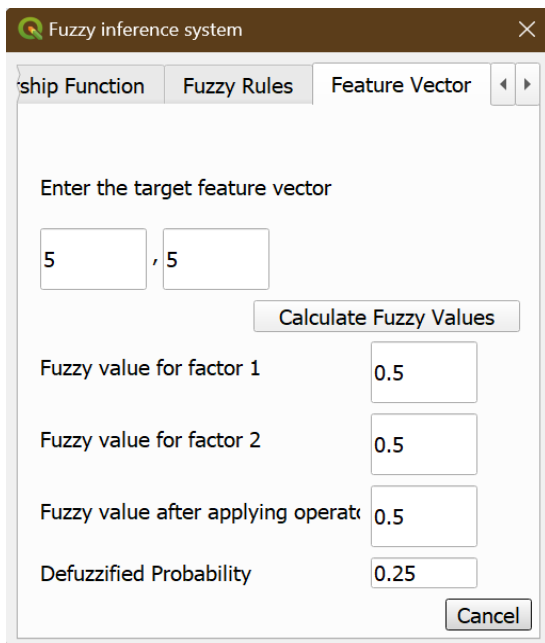 Fuzzy inference system
rship Function Fuzzy Rules Feature Vector
Enter the target feature vector
5 , 5
Calculate Fuzzy Values
Fuzzy value for factor 1 0.5
Fuzzy value for factor 2 0.5
Fuzzy value after applying operato 0.5
Defuzzified Probability 0.25
Cancel